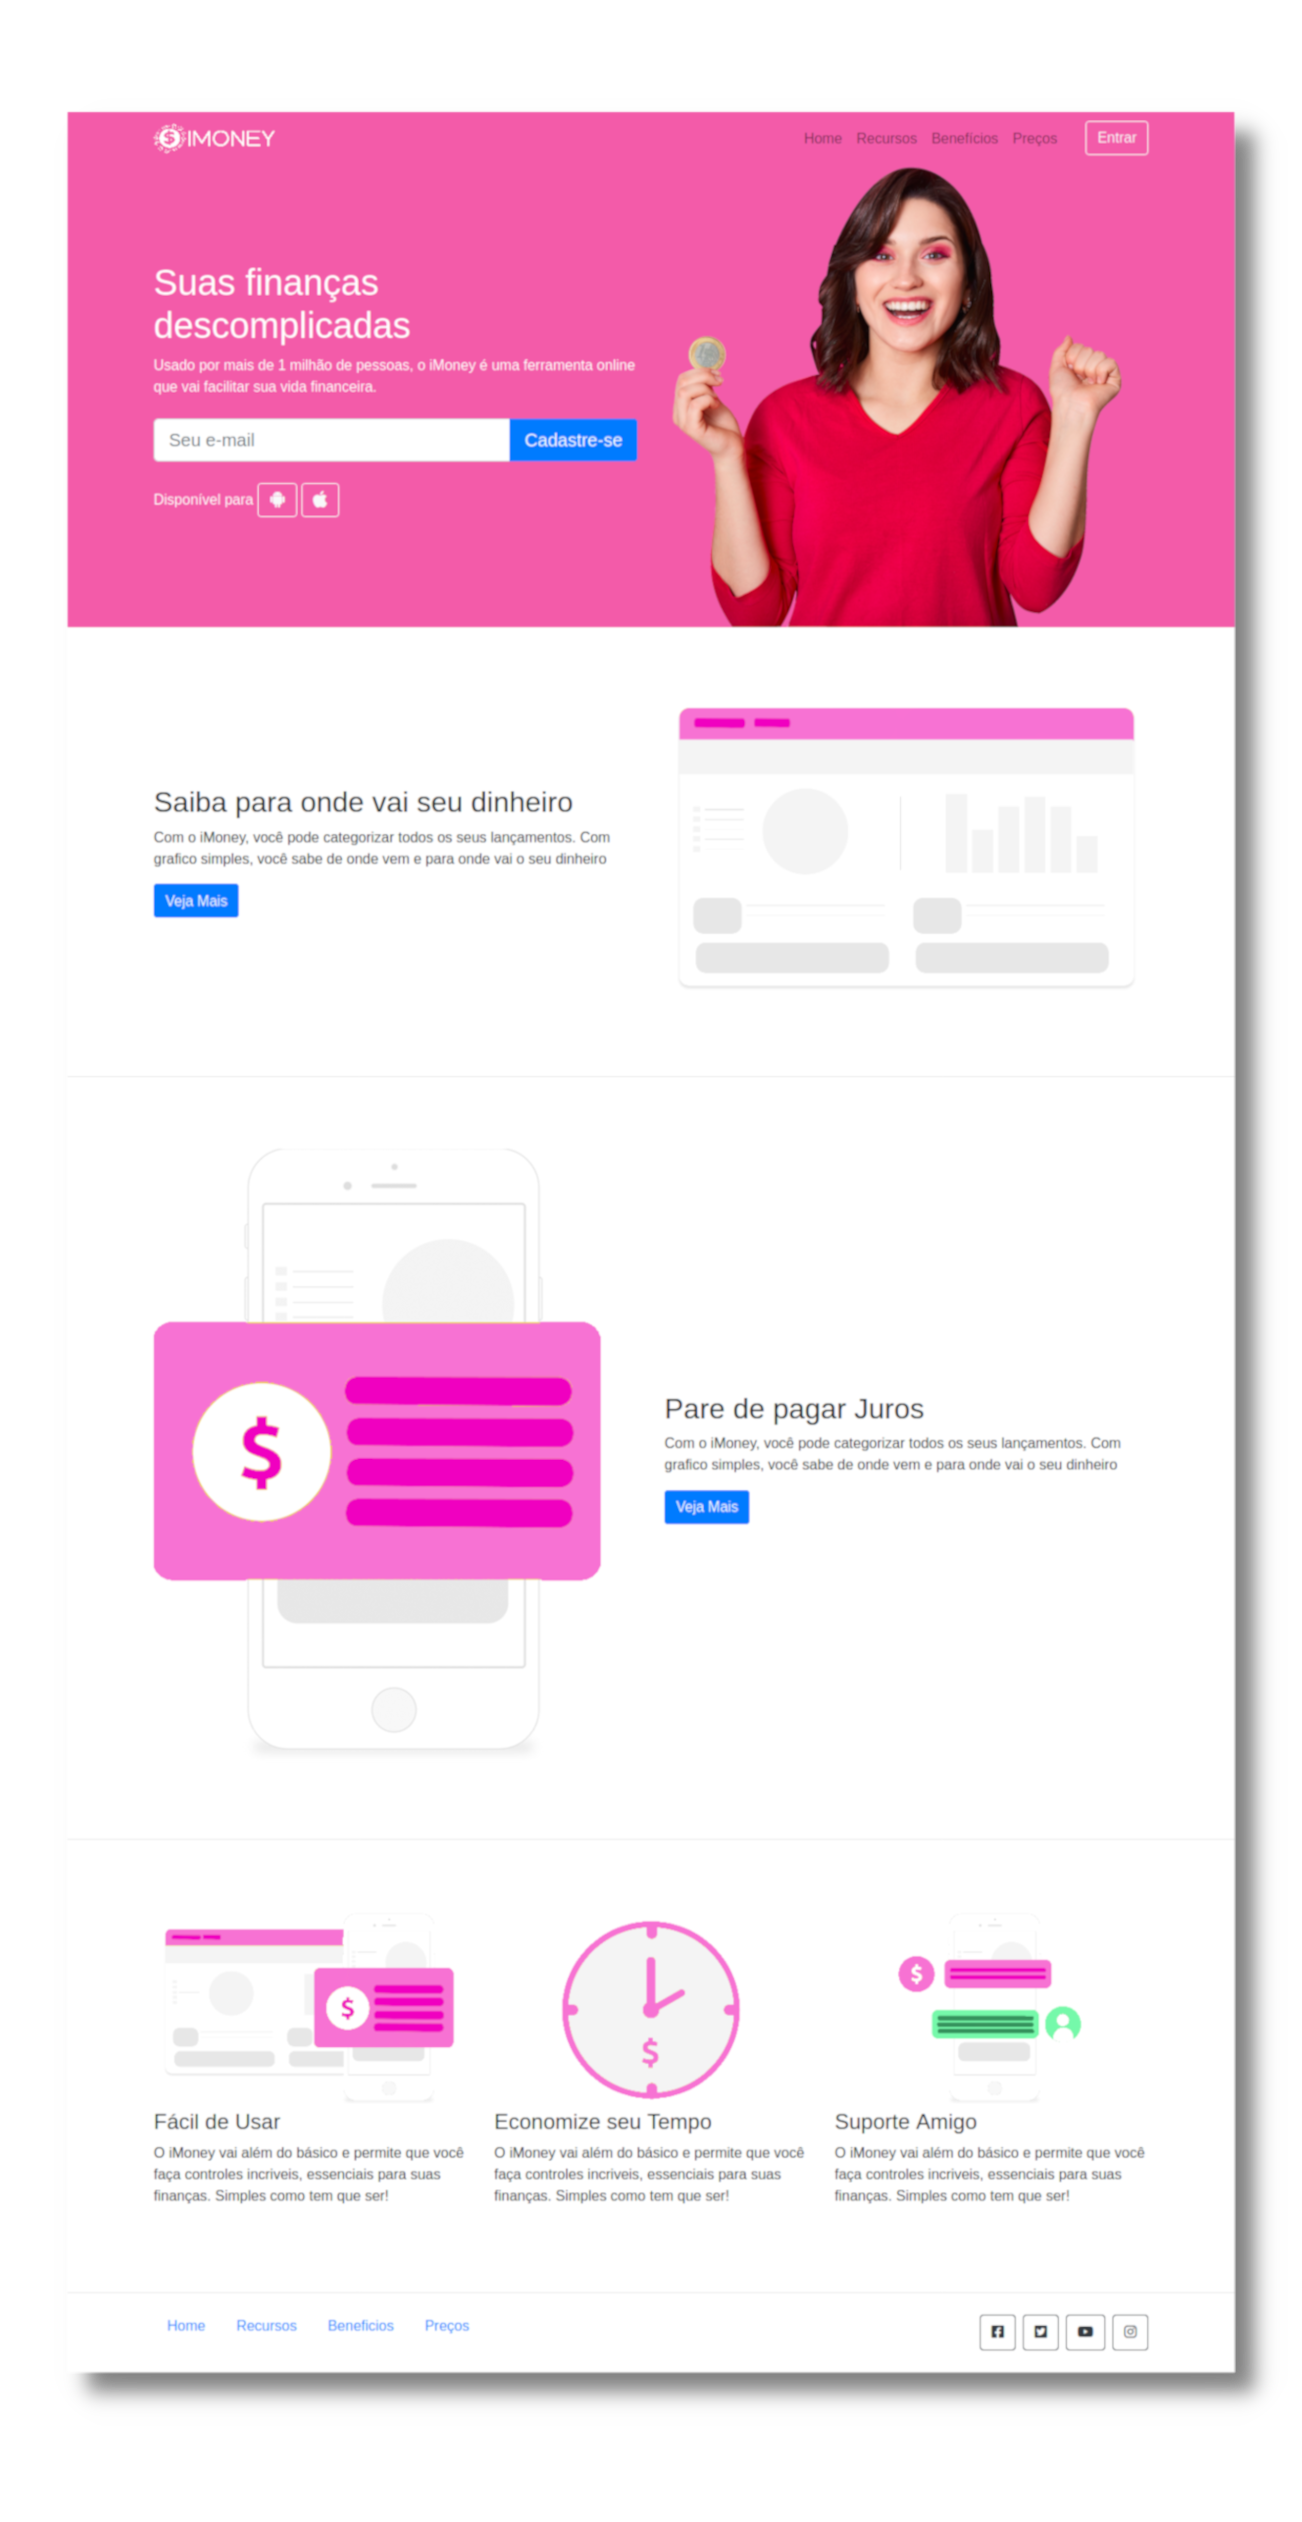 IMONEY
Home Recursos Benefícios Preços Entrar
Suas finanças
descomplicadas
Usado por mais de 1 milhão de pessoas, o iMoney é uma ferramenta online
que vai facilitar sua vida financeira.
Seu e-mail Cadastre-se
Disponível para
Saiba para onde vai seu dinheiro
Com o iMoney, você pode categorizar todos os seus lançamentos. Com
grafico simples, você sabe de onde vem e para onde vai o seu dinheiro
Veja Mais
$
Pare de pagar Juros
Com o iMoney, você pode categorizar todos os seus lançamentos. Com
grafico simples, você sabe de onde vem e para onde vai o seu dinheiro
Veja Mais
$
$
$
Fácil de Usar
O iMoney vai além do básico e permite que você
faça controles incriveis, essenciais para suas
finanças. Simples como tem que ser!
Economize seu Tempo
O iMoney vai além do básico e permite que você
faça controles incriveis, essenciais para suas
finanças. Simples como tem que ser!
Suporte Amigo
O iMoney vai além do básico e permite que você
faça controles incriveis, essenciais para suas
finanças. Simples como tem que ser!
Home Recursos Beneficios Preços